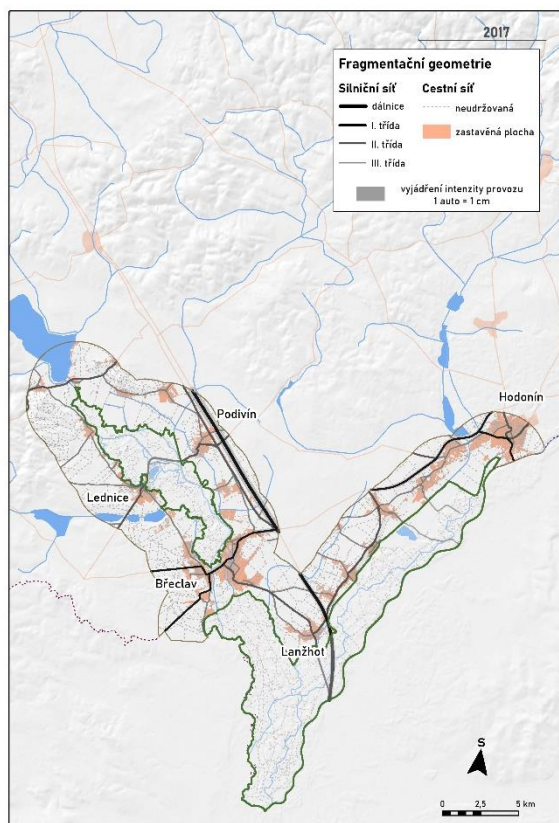 2017
Fragmentační geometrie
Silniční síť
dálnice
I. třída
II. třída
III. třída
Cestní síť
neudržovaná
zastavěná plocha
vyjádření intenzity provozu
1 auto = 1 cm
Hodonín
Podivín
Lednice
Břeclav
Lanžhot
S
0 2,5 5 km